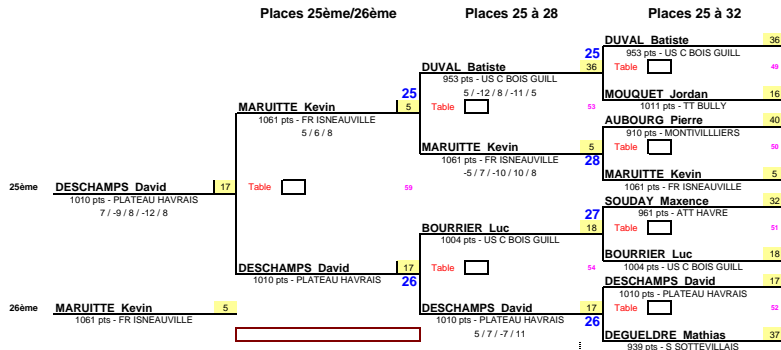 Places 25ème/26ème Places 25 à 28 Places 25 à 32
DUVAL Batiste 36
25 953 pts - US C BOIS GUILL
DUVAL Batiste 36 Table 49
953 pts - US C BOIS GUILL
25 5 / -12 / 8 / -11 / 5 MOUQUET Jordan 16
MARUITTE Kevin 5 Table 53 1011 pts - TT BULLY
1061 pts - FR ISNEAUVILLE AUBOURG Pierre 40
5 / 6 / 8 910 pts - MONTIVILLLIERS
MARUITTE Kevin 5 Table 50
1061 pts - FR ISNEAUVILLE 28
-5 / 7 / -10 / 10 / 8 MARUITTE Kevin 5
25ème DESCHAMPS David 17 Table 59 1061 pts - FR ISNEAUVILLE
1010 pts - PLATEAU HAVRAIS SOUDAY Maxence 32
7 / -9 / 8 / -12 / 8 27 961 pts - ATT HAVRE
BOURRIER Luc 18 Table 51
1004 pts - US C BOIS GUILL
BOURRIER Luc 18
DESCHAMPS David 17 Table 54 1004 pts - US C BOIS GUILL
1010 pts - PLATEAU HAVRAIS 26 DESCHAMPS David 17
1010 pts - PLATEAU HAVRAIS
26ème MARUITTE Kevin 5 DESCHAMPS David 17 Table 52
1061 pts - FR ISNEAUVILLE 1010 pts - PLATEAU HAVRAIS 26
5 / 7 / -7 / 11 DEGUELDRE Mathias 37
939 pts - S SOTTEVILLAIS